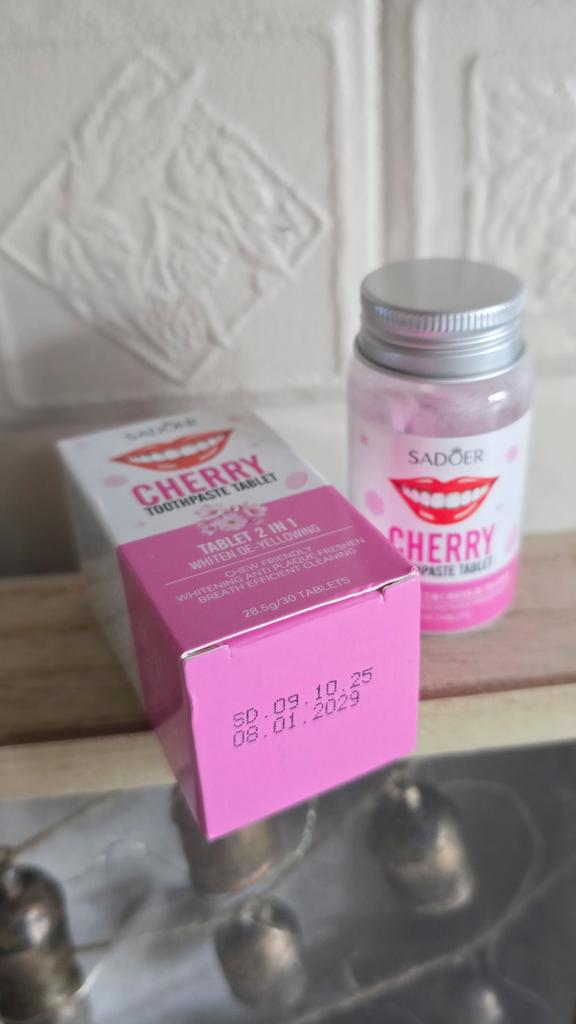 SADOER
CHERRY
TOOTHPASTE TABLET
TABLET 2 IN 1
WHITEN DE-YELLOWING
CHEW FRIENDLY
WHITENING ANTI PLAQUE FRESHEN
BREATH EFFICIENT CLEANING
28.5g/30 TABLETS
SD.09.10.25
08.01.2029
SADOER
CHERRY
TABLET